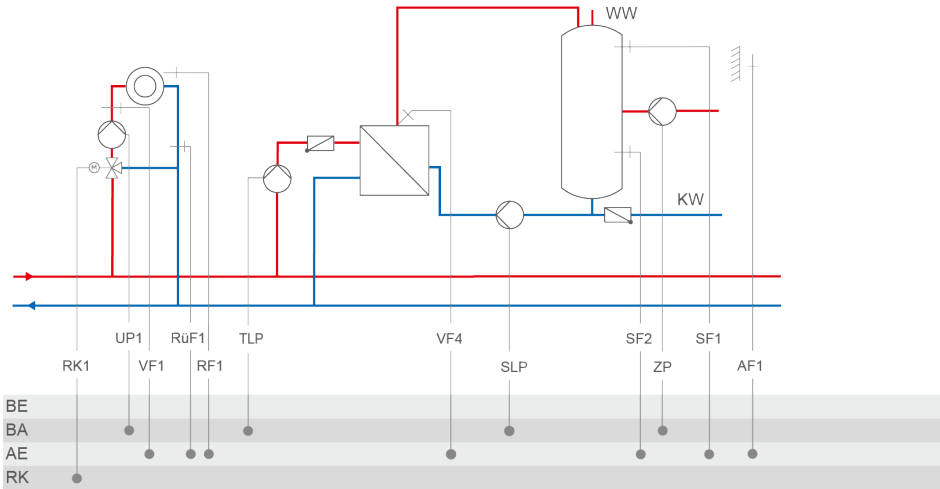 WW
M
KW
UP1 RüF1 TLP VF4 SF2 SF1
RK1 VF1 RF1 SLP ZP AF1
BE
BA
AE
RK